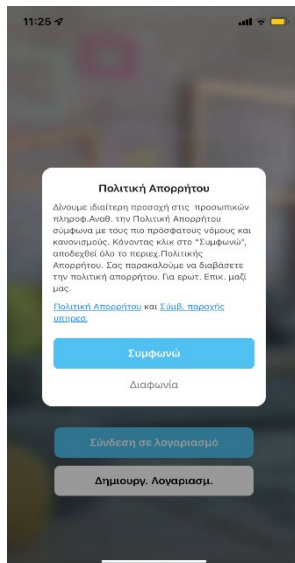 11:25
Πολιτική Απορρήτου
Δίνουμε ιδιαίτερη προσοχή στις προσωπικών
πληροφ.Αναθ. την Πολιτική Απορρήτου
σύμφωνα με τους πιο πρόσφατους νόμους και
κανονισμούς. Κάνοντας κλικ στο "Συμφωνώ",
αποδεχθεί όλο το περιεχ.Πολιτικής
Απορρήτου. Σας παρακαλούμε να διαβάσετε
την πολιτική απορρήτου. Για ερωτ. Επικ. μαζί
μας.
Πολιτική Απορρήτου και Σύμβ. παροχής
υπηρεσ.
Συμφωνώ
Διαφωνία
Σύνδεση σε λογαριασμό
Δημιουργ. Λογαριασμ.